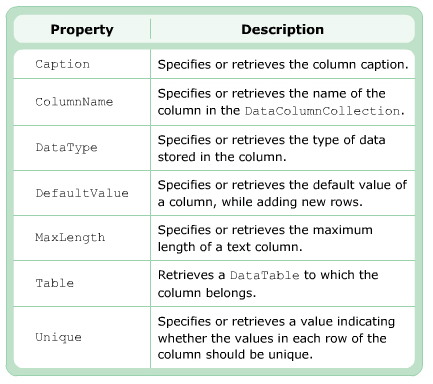 Property Description
Caption Specifies or retrieves the column caption.
ColumnName Specifies or retrieves the name of the
column in the DataColumnCollection.
DataType Specifies or retrieves the type of data
stored in the column.
DefaultValue Specifies or retrieves the default value of
a column, while adding new rows.
MaxLength Specifies or retrieves the maximum
length of a text column.
Table Retrieves a DataTable to which the
column belongs.
Unique Specifies or retrieves a value indicating
whether the values in each row of the
column should be unique.